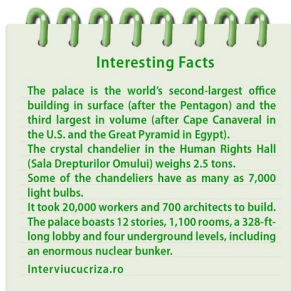 Interesting Facts
The palace is the world's second-largest office
building in surface (after the Pentagon) and the
third largest in volume (after Cape Canaveral in
the U.S. and the Great Pyramid in Egypt).
The crystal chandelier in the Human Rights Hall
(Sala Drepturilor Omului) weighs 2.5 tons.
Some of the chandeliers have as many as 7,000
light bulbs.
It took 20,000 workers and 700 architects to build.
The palace boasts 12 stories, 1,100 rooms, a 328-ft-
long lobby and four underground levels, including
an enormous nuclear bunker.
Interviucucriza.ro